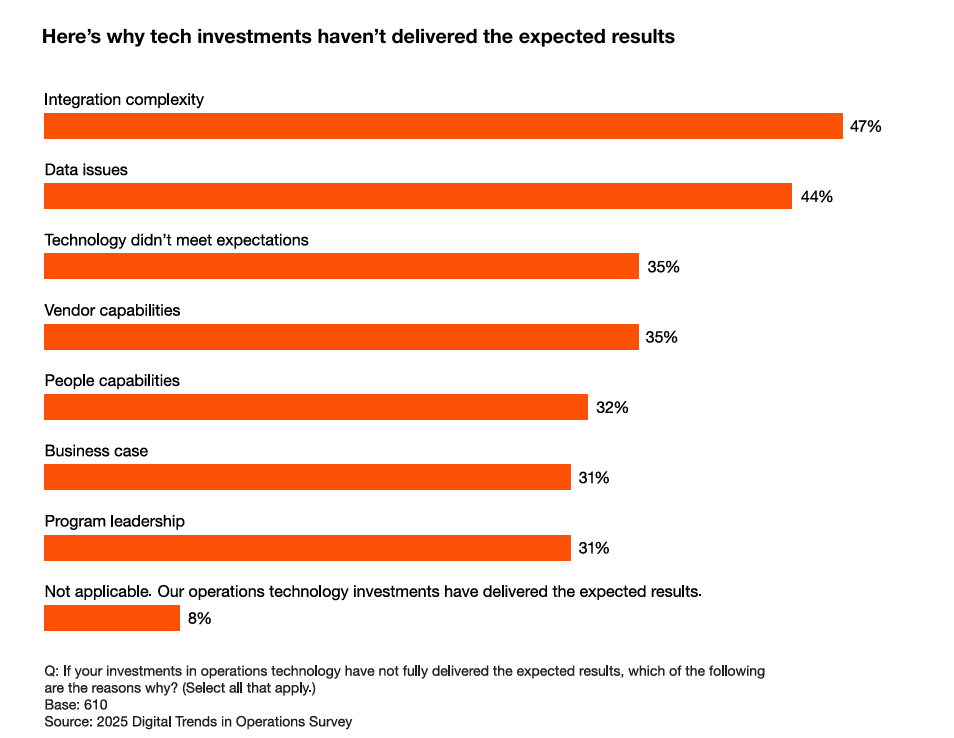 Here’s why tech investments haven’t delivered the expected results
Integration complexity
47%
Data issues
44%
Technology didn’t meet expectations
35%
Vendor capabilities
35%
People capabilities
32%
Business case
31%
Program leadership
31%
Not applicable. Our operations technology investments have delivered the expected results.
8%
Q: If your investments in operations technology have not fully delivered the expected results, which of the following
are the reasons why? (Select all that apply.)
Base: 610
Source: 2025 Digital Trends in Operations Survey